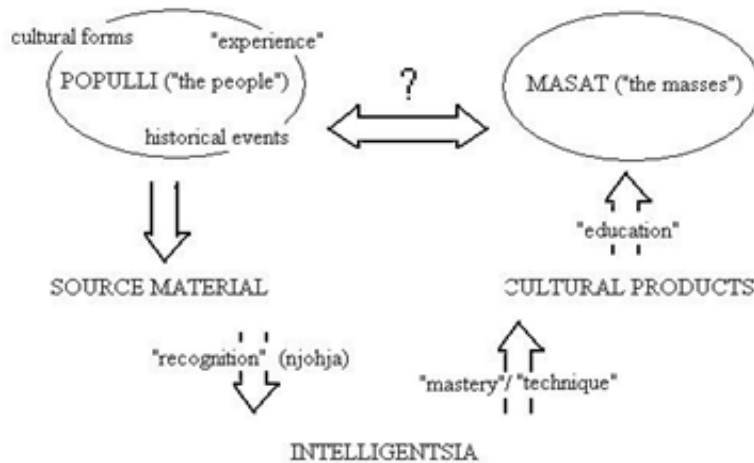 cultural forms
"experience"
POPULLI ("the people")
historical events
?
MASAT ("the masses")
"education"
SOURCE MATERIAL
CULTURAL PRODUCTS
"recognition" (njohja)
"mastery"/ "technique"
INTELLIGENTSIA